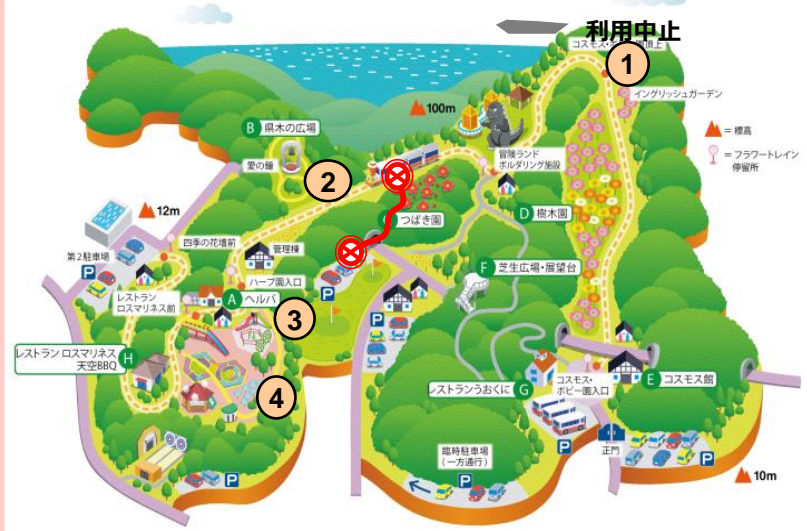 利用中止
コスモス・ポピー園頂上
1
イングリッシュガーデン
100m
= 標高
= フラワートレイン
停留所
B 県木の広場
冒険ランド
ボルダリング施設
愛の鐘
2
つばき園
D 樹木園
12m
四季の花壇前
管理棟
第2駐車場
P
F 芝生広場・展望台
ハーブ園入口
P
レストラン
ロスマリネス前
A ヘルバ
3
P
レストラン ロスマリネス
天空BBQ
H
4
レストランうおくに
G
コスモス・
ポピー園入口
E コスモス館
P
正門
臨時駐車場
(一方通行)
P
P
P
10m